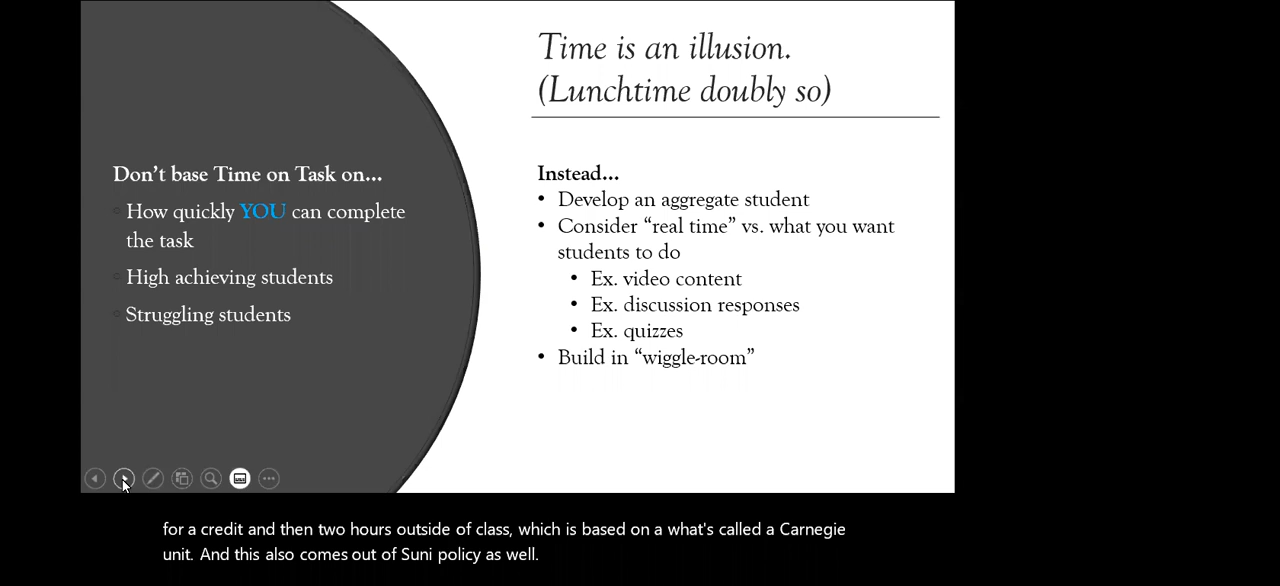 Time is an illusion.
(Lunchtime doubly so)
Don't base Time on Task on...
How quickly YOU can complete
the task
High achieving students
Struggling students
Instead...
• Develop an aggregate student
• Consider “real time” vs. what you want
students to do
• Ex. video content
• Ex. discussion responses
• Ex. quizzes
• Build in “wiggle-room”
for a credit and then two hours outside of class, which is based on a what's called a Carnegie
unit. And this also comes out of Suni policy as well.